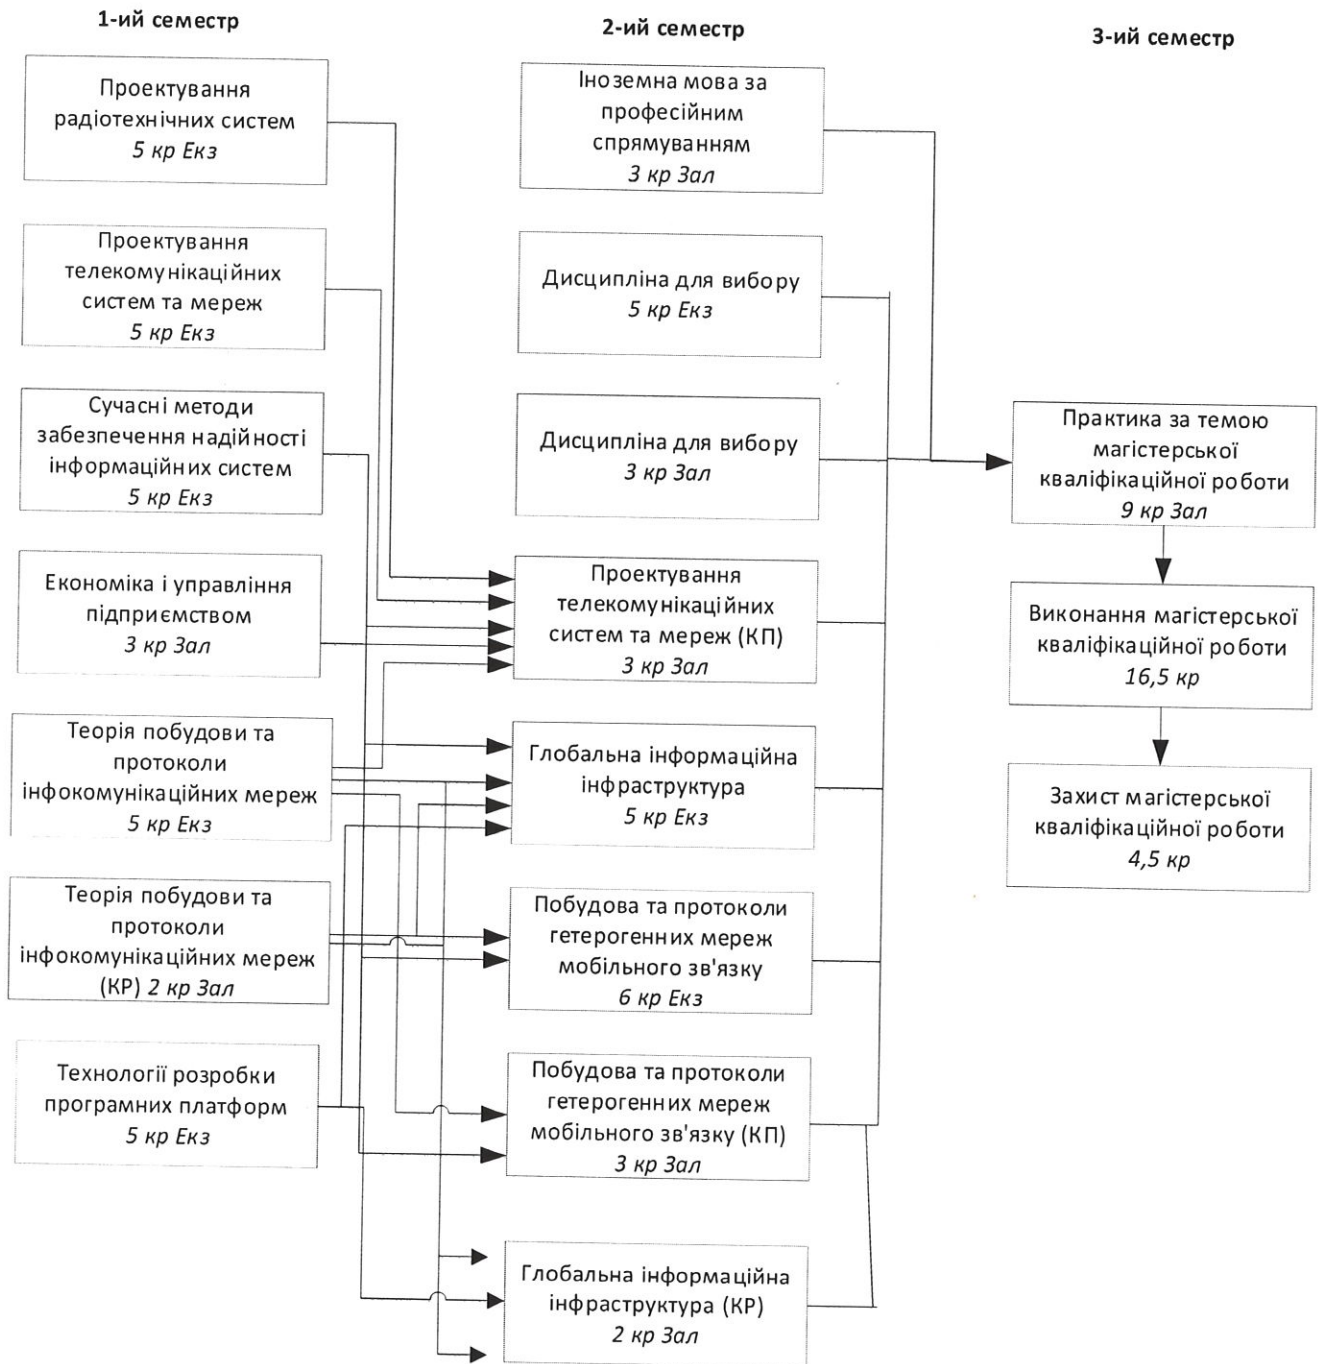 1-ий семестр
Проектування
радіотехнічних систем
5 кр Екз
Проектування
телекомунікаційних
систем та мереж
5 кр Екз
Сучасні методи
забезпечення надійності
інформаційних систем
5 кр Екз
Економіка і управління
підприємством
3 кр Зал
Теорія побудови та
протоколи
інфокомунікаційних мереж
5 кр Екз
Теорія побудови та
протоколи
інфокомунікаційних мереж
(КР) 2 кр Зал
Технології розробки
програмних платформ
5 кр Екз
2-ий семестр
Іноземна мова за
професійним
спрямуванням
3 кр Зал
Дисципліна для вибору
5 кр Екз
Дисципліна для вибору
3 кр Зал
Проектування
телекомунікаційних
систем та мереж (КП)
3 кр Зал
Глобальна інформаційна
інфраструктура
5 кр Екз
Побудова та протоколи
гетерогенних мереж
мобільного зв'язку
6 кр Екз
Побудова та протоколи
гетерогенних мереж
мобільного зв'язку (КП)
3 кр Зал
Глобальна інформаційна
інфраструктура (КР)
2 кр Зал
3-ий семестр
Практика за темою
магістерської
кваліфікаційної роботи
9 кр Зал
Виконання магістерської
кваліфікаційної роботи
16,5 кр
Захист магістерської
кваліфікаційної роботи
4,5 кр